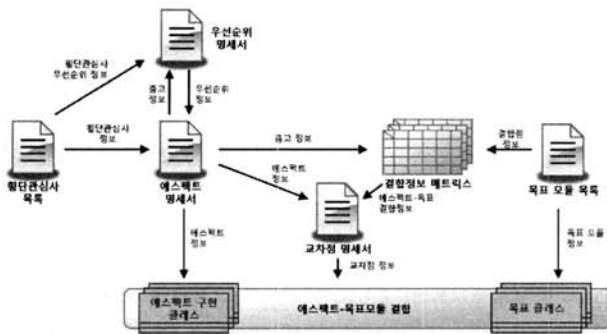 우선순위
명세서
횡단관심사
우선순위 정보
충고
정보
우선순위
정보
횡단관심사
정보
충고 정보
결합점
정보
횡단관심사
목록
애스펙트
명세서
애스펙트
정보
결합정보 매트릭스
목표 모듈 목록
애스펙트-목표
결합정보
교차점 명세서
애스펙트
정보
목표 모듈
정보
교차점 정보
애스펙트 구현
클래스
애스펙트-목표모듈 결합
목표 클래스